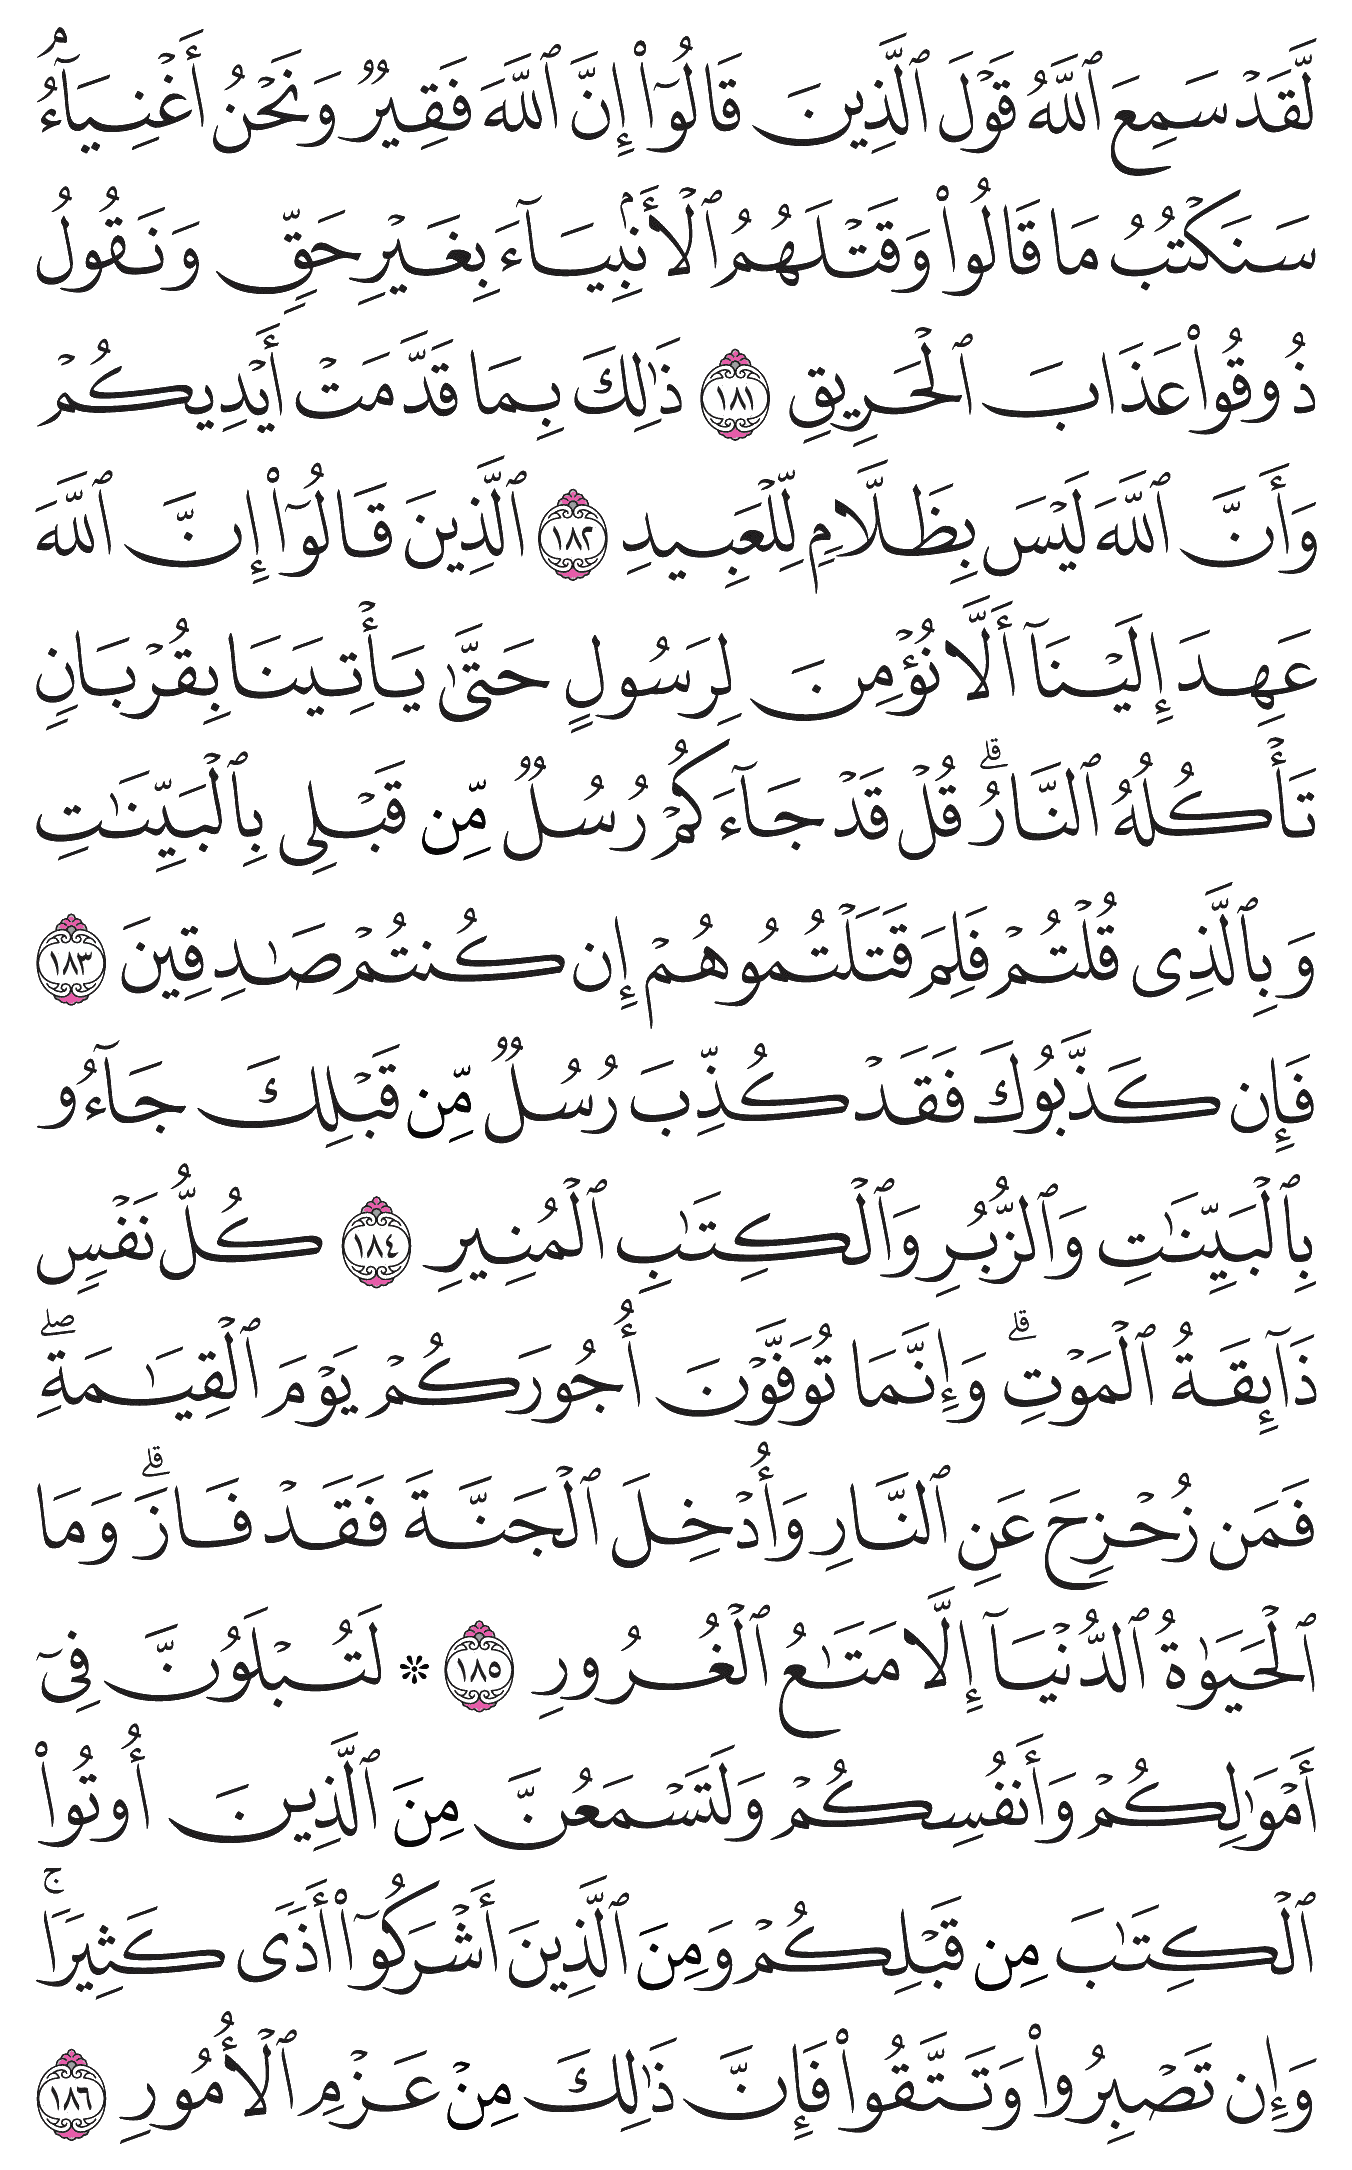 لَّقَدْ سَمِعَ ٱللَّهُ قَوْلَ ٱلَّذِينَ قَالُوٓا۟ إِنَّ ٱللَّهَ فَقِيرٌ وَنَحْنُ أَغْنِيَآءُ ۘ
سَنَكْتُبُ مَا قَالُوا۟ وَقَتْلَهُمُ ٱلْأَنۢبِيَآءَ بِغَيْرِ حَقٍّ وَنَقُولُ
ذُوقُوا۟ عَذَابَ ٱلْحَرِيقِ ١٨١ ذَٰلِكَ بِمَا قَدَّمَتْ أَيْدِيكُمْ
وَأَنَّ ٱللَّهَ لَيْسَ بِظَلَّامٍ لِّلْعَبِيدِ ١٨٢ ٱلَّذِينَ قَالُوٓا۟ إِنَّ ٱللَّهَ
عَهِدَ إِلَيْنَآ أَلَّا نُؤْمِنَ لِرَسُولٍ حَتَّىٰ يَأْتِيَنَا بِقُرْبَانٍ
تَأْكُلُهُ ٱلنَّارُ ۗ قُلْ قَدْ جَآءَكُمْ رُسُلٌ مِّن قَبْلِى بِٱلْبَيِّنَٰتِ
وَبِٱلَّذِى قُلْتُمْ فَلِمَ قَتَلْتُمُوهُمْ إِن كُنتُمْ صَٰدِقِينَ ١٨٣
فَإِن كَذَّبُوكَ فَقَدْ كُذِّبَ رُسُلٌ مِّن قَبْلِكَ جَآءُو
بِٱلْبَيِّنَٰتِ وَٱلزُّبُرِ وَٱلْكِتَٰبِ ٱلْمُنِيرِ ١٨٤ كُلُّ نَفْسٍ
ذَآئِقَةُ ٱلْمَوْتِ ۗ وَإِنَّمَا تُوَفَّوْنَ أُجُورَكُمْ يَوْمَ ٱلْقِيَٰمَةِ ۖ
فَمَن زُحْزِحَ عَنِ ٱلنَّارِ وَأُدْخِلَ ٱلْجَنَّةَ فَقَدْ فَازَ ۗ وَمَا
ٱلْحَيَوٰةُ ٱلدُّنْيَآ إِلَّا مَتَٰعُ ٱلْغُرُورِ ١٨٥ ۞ لَتُبْلَوُنَّ فِىٓ
أَمْوَٰلِكُمْ وَأَنفُسِكُمْ وَلَتَسْمَعُنَّ مِنَ ٱلَّذِينَ أُوتُوا۟
ٱلْكِتَٰبَ مِن قَبْلِكُمْ وَمِنَ ٱلَّذِينَ أَشْرَكُوٓا۟ أَذًى كَثِيرًا ۚ
وَإِن تَصْبِرُوا۟ وَتَتَّقُوا۟ فَإِنَّ ذَٰلِكَ مِنْ عَزْمِ ٱلْأُمُورِ ١٨٦